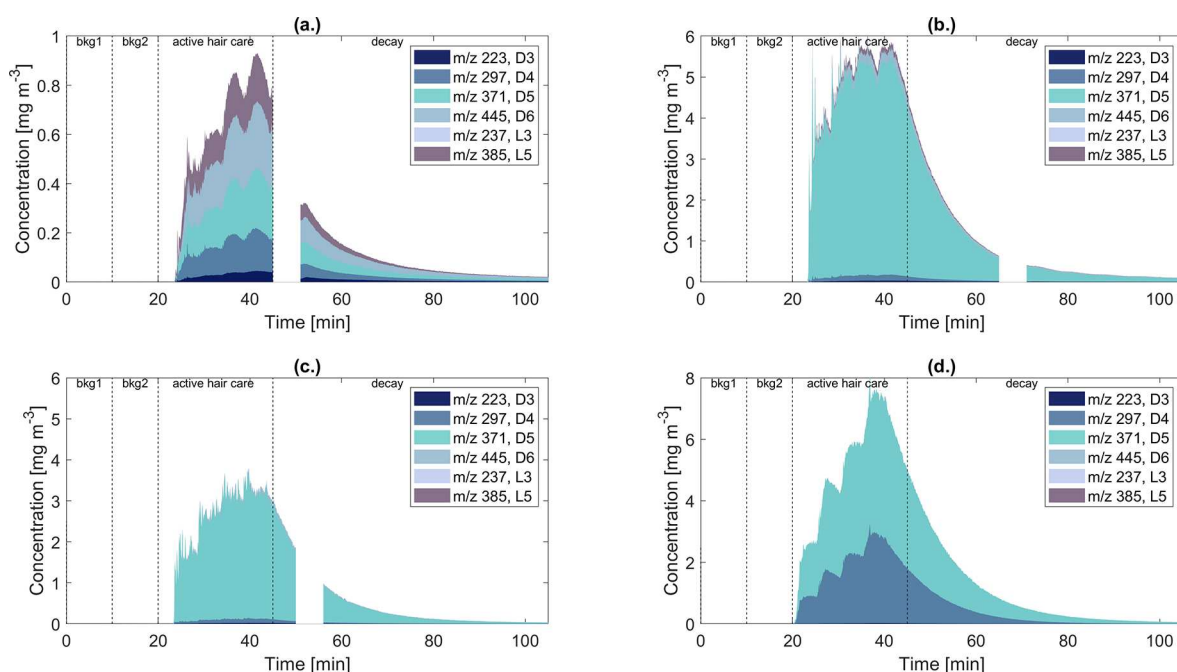 (a.)
bkg1 bkg2 active hair care decay
Concentration [mg m⁻³]
1
0.8
0.6
0.4
0.2
0
0 20 40 60 80 100
Time [min]
m/z 223, D3
m/z 297, D4
m/z 371, D5
m/z 445, D6
m/z 237, L3
m/z 385, L5
(b.)
bkg1 bkg2 active hair care decay
Concentration [mg m⁻³]
6
5
4
3
2
1
0
0 20 40 60 80 100
Time [min]
m/z 223, D3
m/z 297, D4
m/z 371, D5
m/z 445, D6
m/z 237, L3
m/z 385, L5
(c.)
bkg1 bkg2 active hair care decay
Concentration [mg m⁻³]
6
5
4
3
2
1
0
0 20 40 60 80 100
Time [min]
m/z 223, D3
m/z 297, D4
m/z 371, D5
m/z 445, D6
m/z 237, L3
m/z 385, L5
(d.)
bkg1 bkg2 active hair care decay
Concentration [mg m⁻³]
8
6
4
2
0
0 20 40 60 80 100
Time [min]
m/z 223, D3
m/z 297, D4
m/z 371, D5
m/z 445, D6
m/z 237, L3
m/z 385, L5